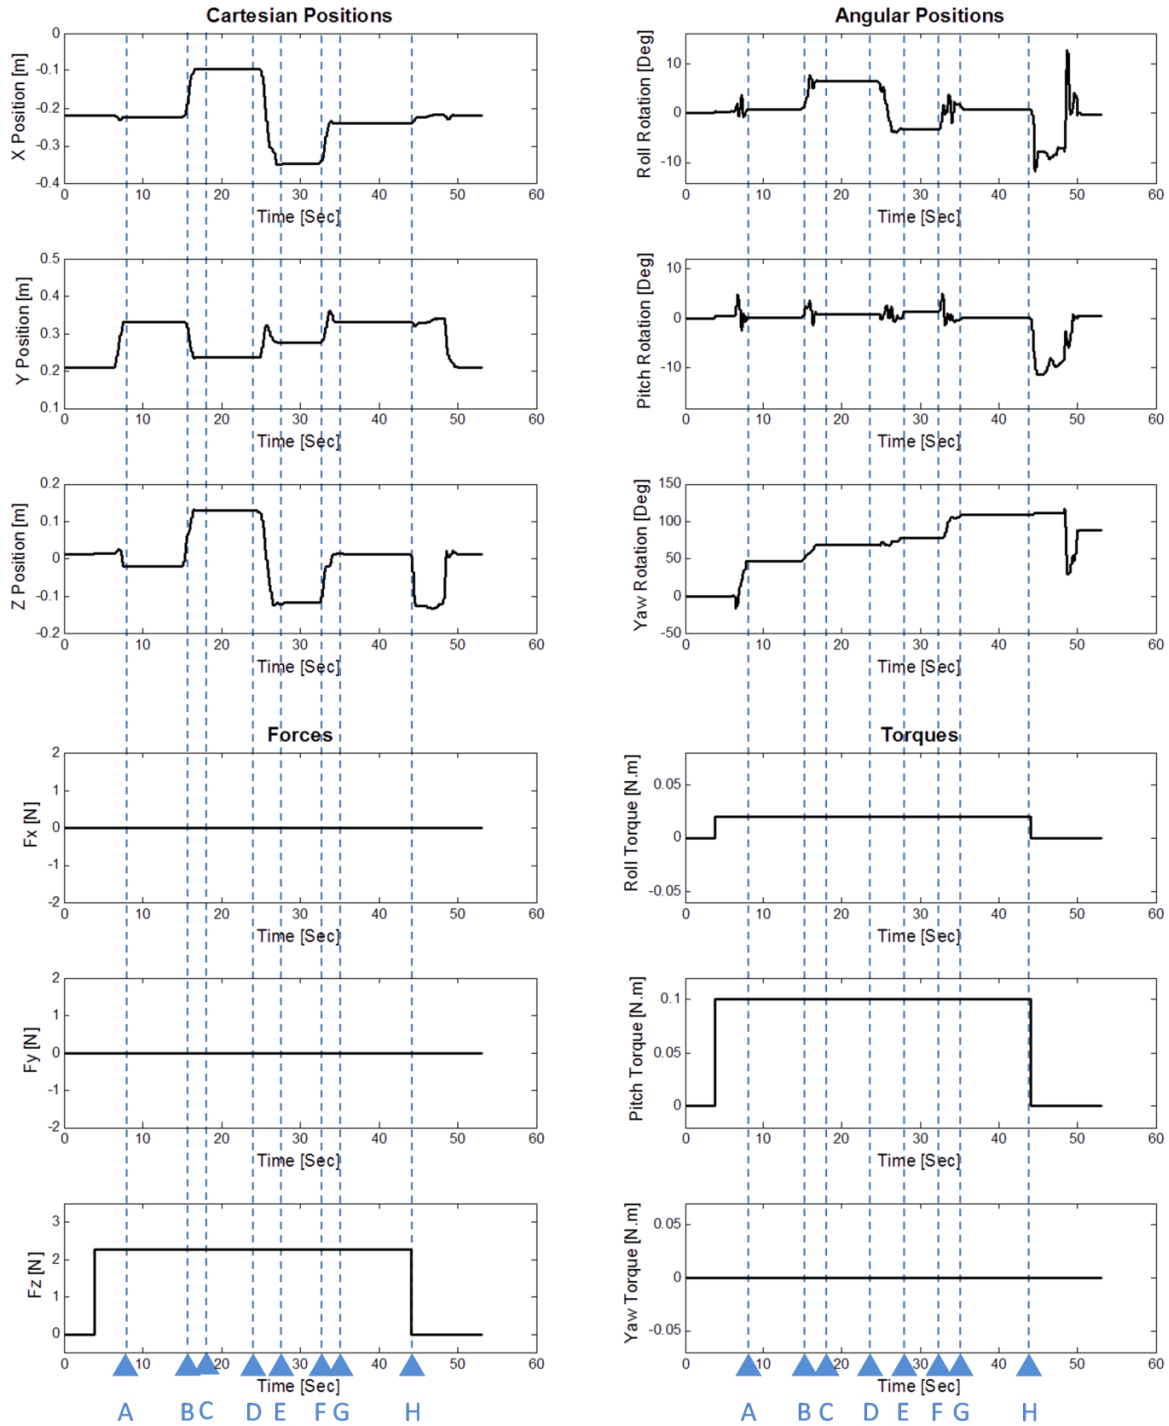 Cartesian Positions
0
-0.1
-0.2
-0.3
-0.4
X Position [m]
0 10 20 30 40 50 60
Time [Sec]
0.5
0.4
0.3
0.2
0.1
Y Position [m]
0 10 20 30 40 50 60
Time [Sec]
0.2
0.1
0
-0.1
-0.2
Z Position [m]
0 10 20 30 40 50 60
Time [Sec]
Forces
2
1
0
-1
-2
Fx [N]
0 10 20 30 40 50 60
Time [Sec]
2
1
0
-1
-2
Fy [N]
0 10 20 30 40 50 60
Time [Sec]
3
2
1
0
Fz [N]
0 10 20 30 40 50 60
Time [Sec]
A B C D E F G H
Angular Positions
10
0
-10
Roll Rotation [Deg]
0 10 20 30 40 50 60
Time [Sec]
10
0
-10
Pitch Rotation [Deg]
0 10 20 30 40 50 60
Time [Sec]
150
100
50
0
-50
Yaw Rotation [Deg]
0 10 20 30 40 50 60
Time [Sec]
Torques
0.05
0
-0.05
Roll Torque [N.m]
0 10 20 30 40 50 60
Time [Sec]
0.1
0.05
0
Pitch Torque [N.m]
0 10 20 30 40 50 60
Time [Sec]
0.05
0
-0.05
Yaw Torque [N.m]
0 10 20 30 40 50 60
Time [Sec]
A B C D E F G H